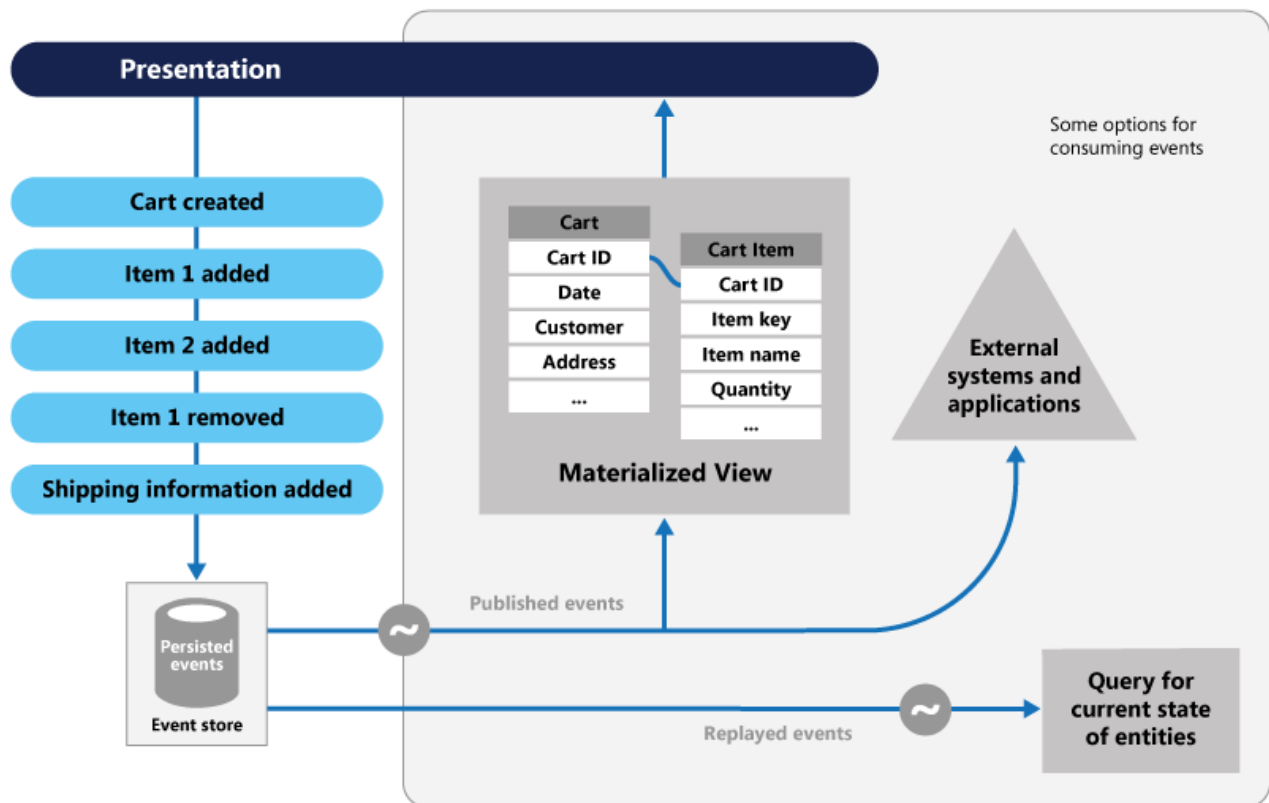 Presentation
Some options for
consuming events
Cart created
Item 1 added
Item 2 added
Item 1 removed
Shipping information added
Cart
Cart ID
Date
Customer
Address
...
Cart Item
Cart ID
Item key
Item name
Quantity
...
Materialized View
External
systems and
applications
Published events
~
Persisted
events
Event store
Replayed events
~
Query for
current state
of entities